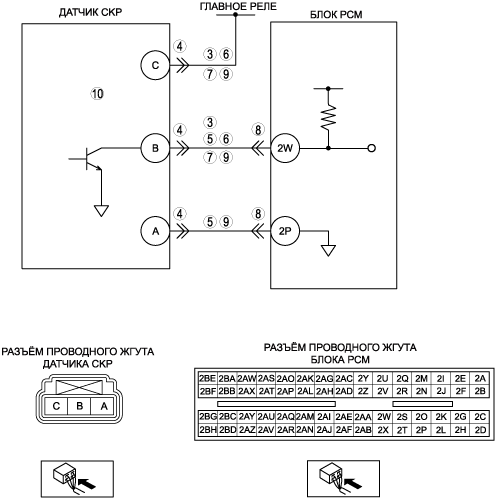 ДАТЧИК CKP
ГЛАВНОЕ РЕЛЕ
БЛОК PCM
4
3 6
C
7 9
10
3
4
5 6
8
B
2W
7 9
4
5 9
8
A
2P
РАЗЪЁМ ПРОВОДНОГО ЖГУТА
ДАТЧИКА CKP
C B A
РАЗЪЁМ ПРОВОДНОГО ЖГУТА
БЛОКА PCM
2BE 2BA 2AW 2AS 2AO 2AK 2AG 2AC 2Y 2U 2Q 2M 2I 2E 2A
2BF 2BB 2AX 2AT 2AP 2AL 2AH 2AD 2Z 2V 2R 2N 2J 2F 2B
2BG 2BC 2AY 2AU 2AQ 2AM 2AI 2AE 2AA 2W 2S 2O 2K 2G 2C
2BH 2BD 2AZ 2AV 2AR 2AN 2AJ 2AF 2AB 2X 2T 2P 2L 2H 2D